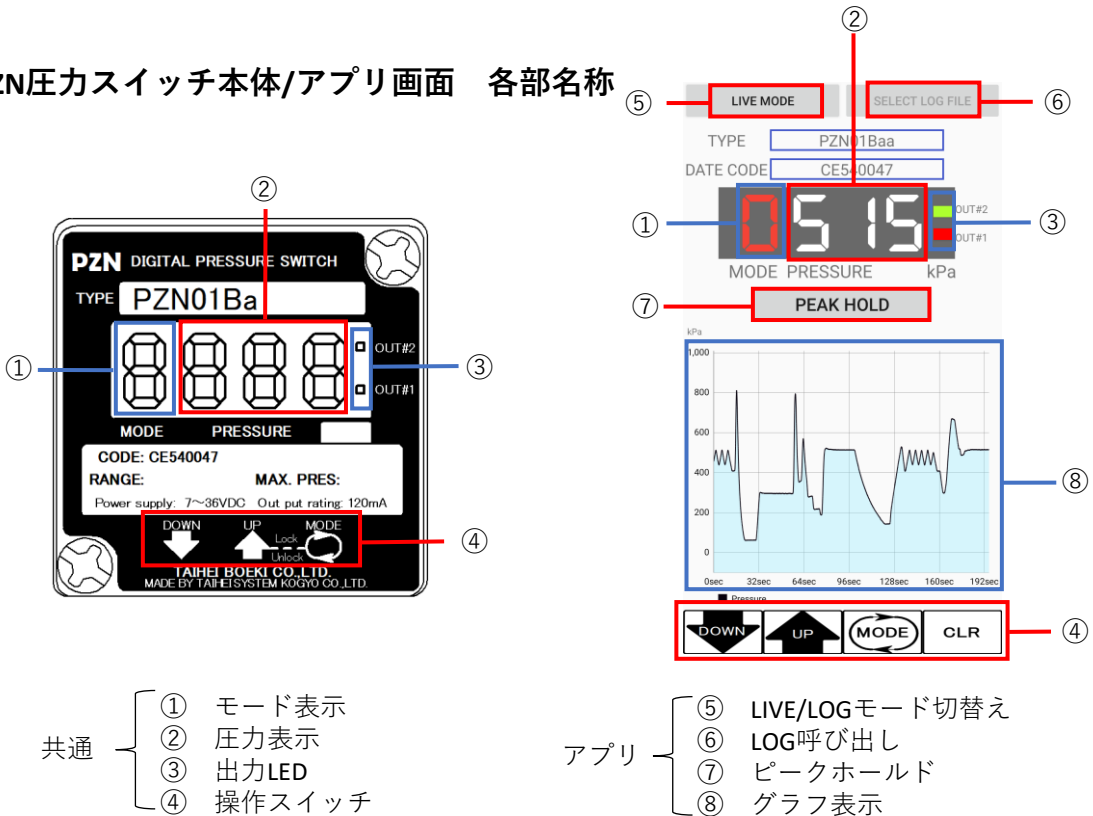 ZN圧力スイッチ本体/アプリ画面　各部名称
②
PZN DIGITAL PRESSURE SWITCH
TYPE PZN01Ba
①
OUT#2
③
OUT#1
MODE PRESSURE
CODE: CE540047
RANGE: MAX. PRES:
Power supply: 7～36VDC Out put rating: 120mA
DOWN UP MODE
Lock
Unlock
④
TAIHEI BOEKI CO.,LTD.
MADE BY TAIHEI SYSTEM KOGYO CO.,LTD.
②
⑤ LIVE MODE SELECT LOG FILE ⑥
TYPE PZN01Baa
DATE CODE CE540047
① 0 515 OUT#2 ③
OUT#1
MODE PRESSURE kPa
⑦ PEAK HOLD
kPa
1,000
800
600
400
⑧
200
0
0sec 32sec 64sec 96sec 128sec 160sec 192sec
Pressure
DOWN UP MODE CLR ④
共通
① モード表示
② 圧力表示
③ 出力LED
④ 操作スイッチ
アプリ
⑤ LIVE/LOGモード切替え
⑥ LOG呼び出し
⑦ ピークホールド
⑧ グラフ表示